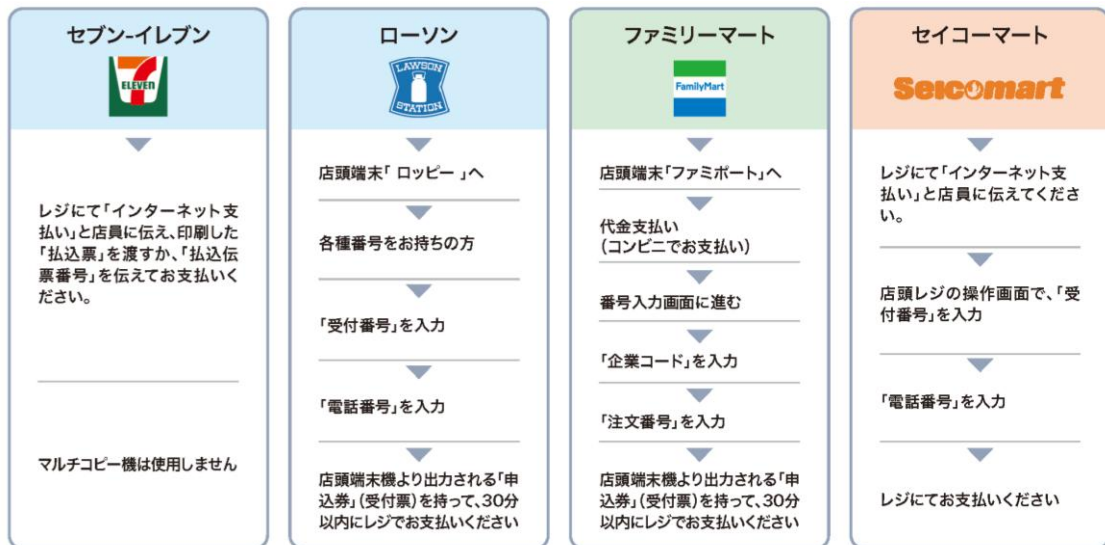 セブン-イレブン
ELEVEN
レジにて「インターネット支
払い」と店員に伝え、印刷した
「払込票」を渡すか、「払込伝
票番号」を伝えてお支払いく
ださい。
マルチコピー機は使用しません
ローソン
LAWSON
STATION
店頭端末「 ロッピー 」へ
各種番号をお持ちの方
「受付番号」を入力
「電話番号」を入力
店頭端末機より出力される「申
込券」(受付票)を持って、30分
以内にレジでお支払いください
ファミリーマート
FamilyMart
店頭端末「ファミポート」へ
代金支払い
(コンビニでお支払い)
番号入力画面に進む
「企業コード」を入力
「注文番号」を入力
店頭端末機より出力される「申
込券」(受付票)を持って、30分
以内にレジでお支払いください
セイコーマート
Seicomart
レジにて「インターネット支
払い」と店員に伝えてくださ
い。
店頭レジの操作画面で、「受
付番号」を入力
「電話番号」を入力
レジにてお支払いください